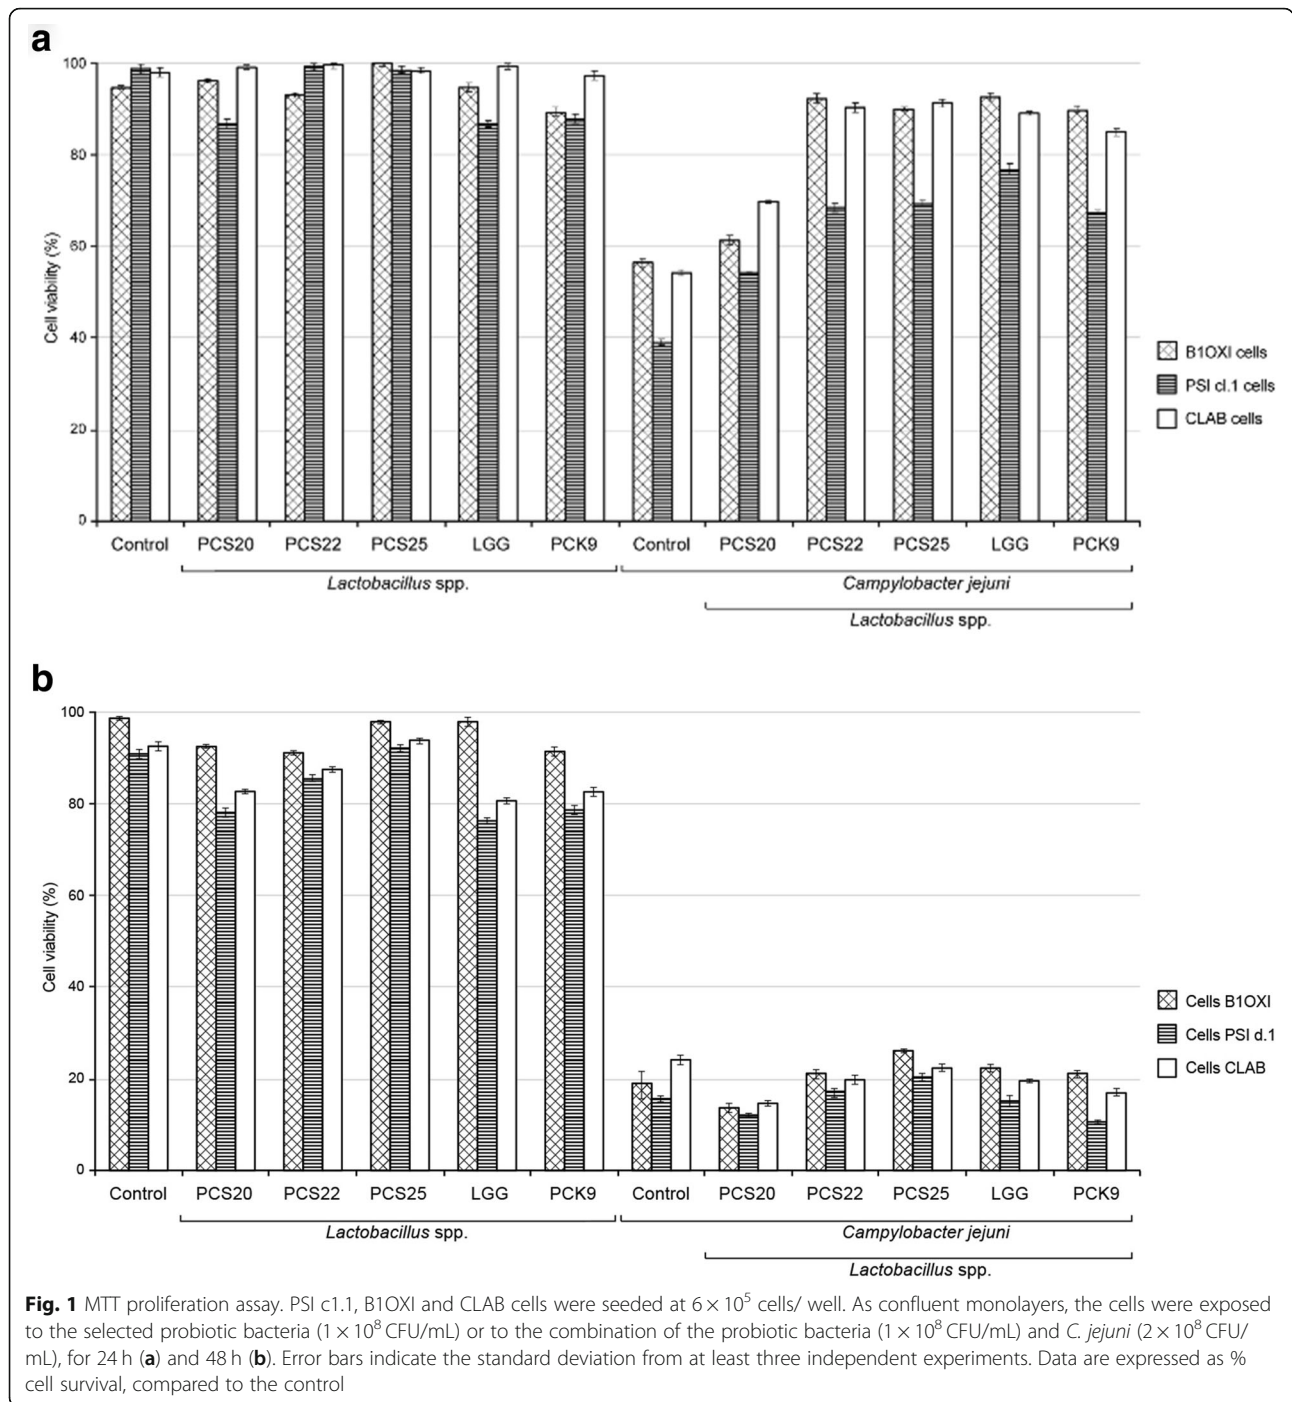 a
100
80
60
40
20
0
Cell viability (%)
B1OXI cells
PSI cl.1 cells
CLAB cells
Control PCS20 PCS22 PCS25 LGG PCK9 Control PCS20 PCS22 PCS25 LGG PCK9
Lactobacillus spp. Campylobacter jejuni
Lactobacillus spp.
b
100
80
60
40
20
0
Cell viability (%)
Cells B1OXI
Cells PSI d.1
Cells CLAB
Control PCS20 PCS22 PCS25 LGG PCK9 Control PCS20 PCS22 PCS25 LGG PCK9
Lactobacillus spp. Campylobacter jejuni
Lactobacillus spp.
Fig. 1 MTT proliferation assay. PSI c1.1, B1OXI and CLAB cells were seeded at 6 × 10⁵ cells/ well. As confluent monolayers, the cells were exposed
to the selected probiotic bacteria (1 × 10⁸ CFU/mL) or to the combination of the probiotic bacteria (1 × 10⁸ CFU/mL) and C. jejuni (2 × 10⁸ CFU/
mL), for 24 h (a) and 48 h (b). Error bars indicate the standard deviation from at least three independent experiments. Data are expressed as %
cell survival, compared to the control